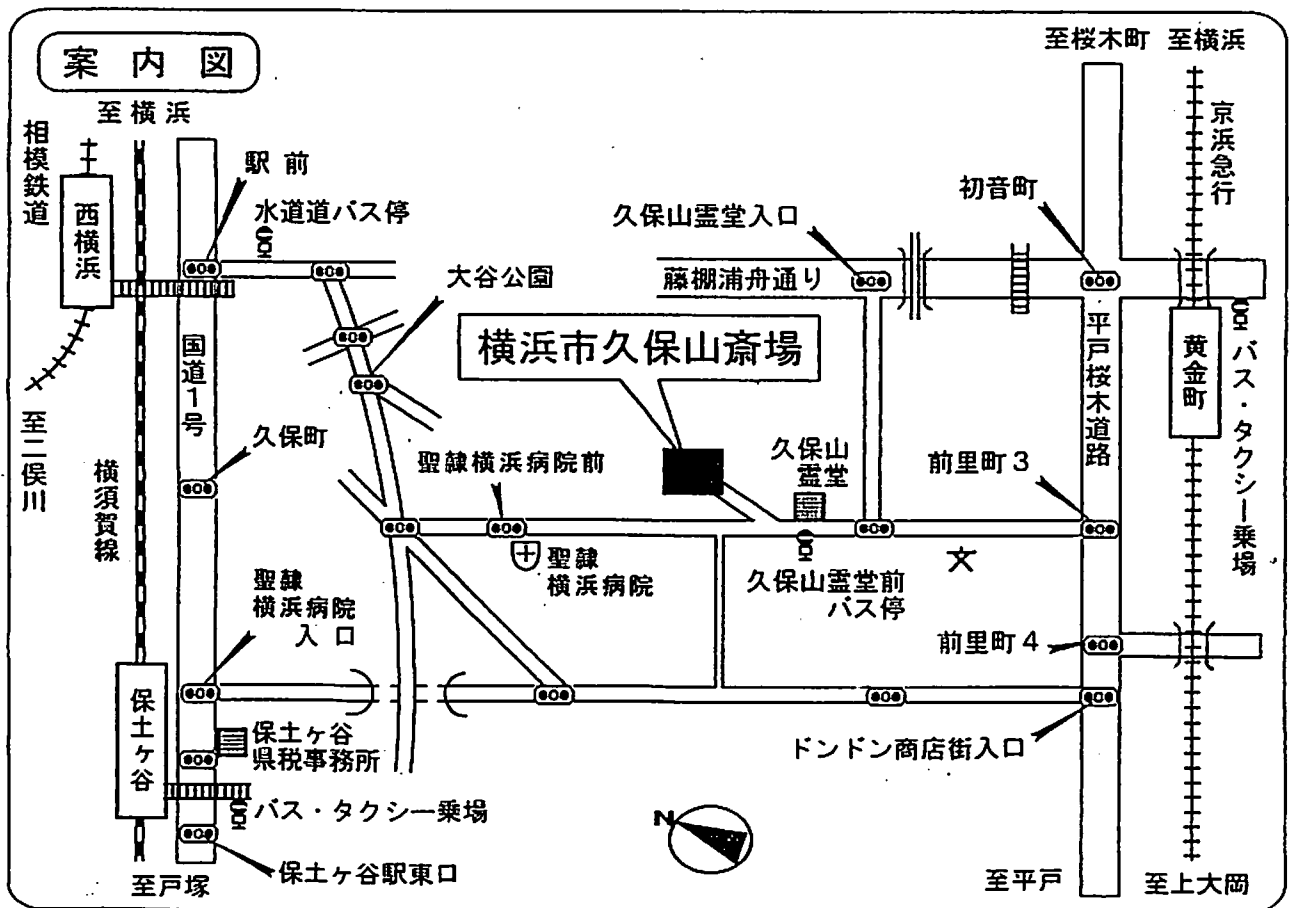 案内図
至横浜
至桜木町
至横浜
相模鉄道
西横浜
駅前
水道道バス停
大谷公園
久保山霊堂入口
初音町
京浜急行
藤棚浦舟通り
横浜市久保山斎場
国道1号
平戸桜木道路
黄金町
バス・タクシー乗場
至二俣川
横須賀線
久保町
聖隷横浜病院前
久保山
霊堂
前里町3
聖隷
横浜病院
久保山霊堂前
バス停
聖隷
横浜病院
入口
前里町4
保土ヶ谷
保土ヶ谷
県税事務所
ドンドン商店街入口
バス・タクシー乗場
N
保土ヶ谷駅東口
至戸塚
至平戸
至上大岡